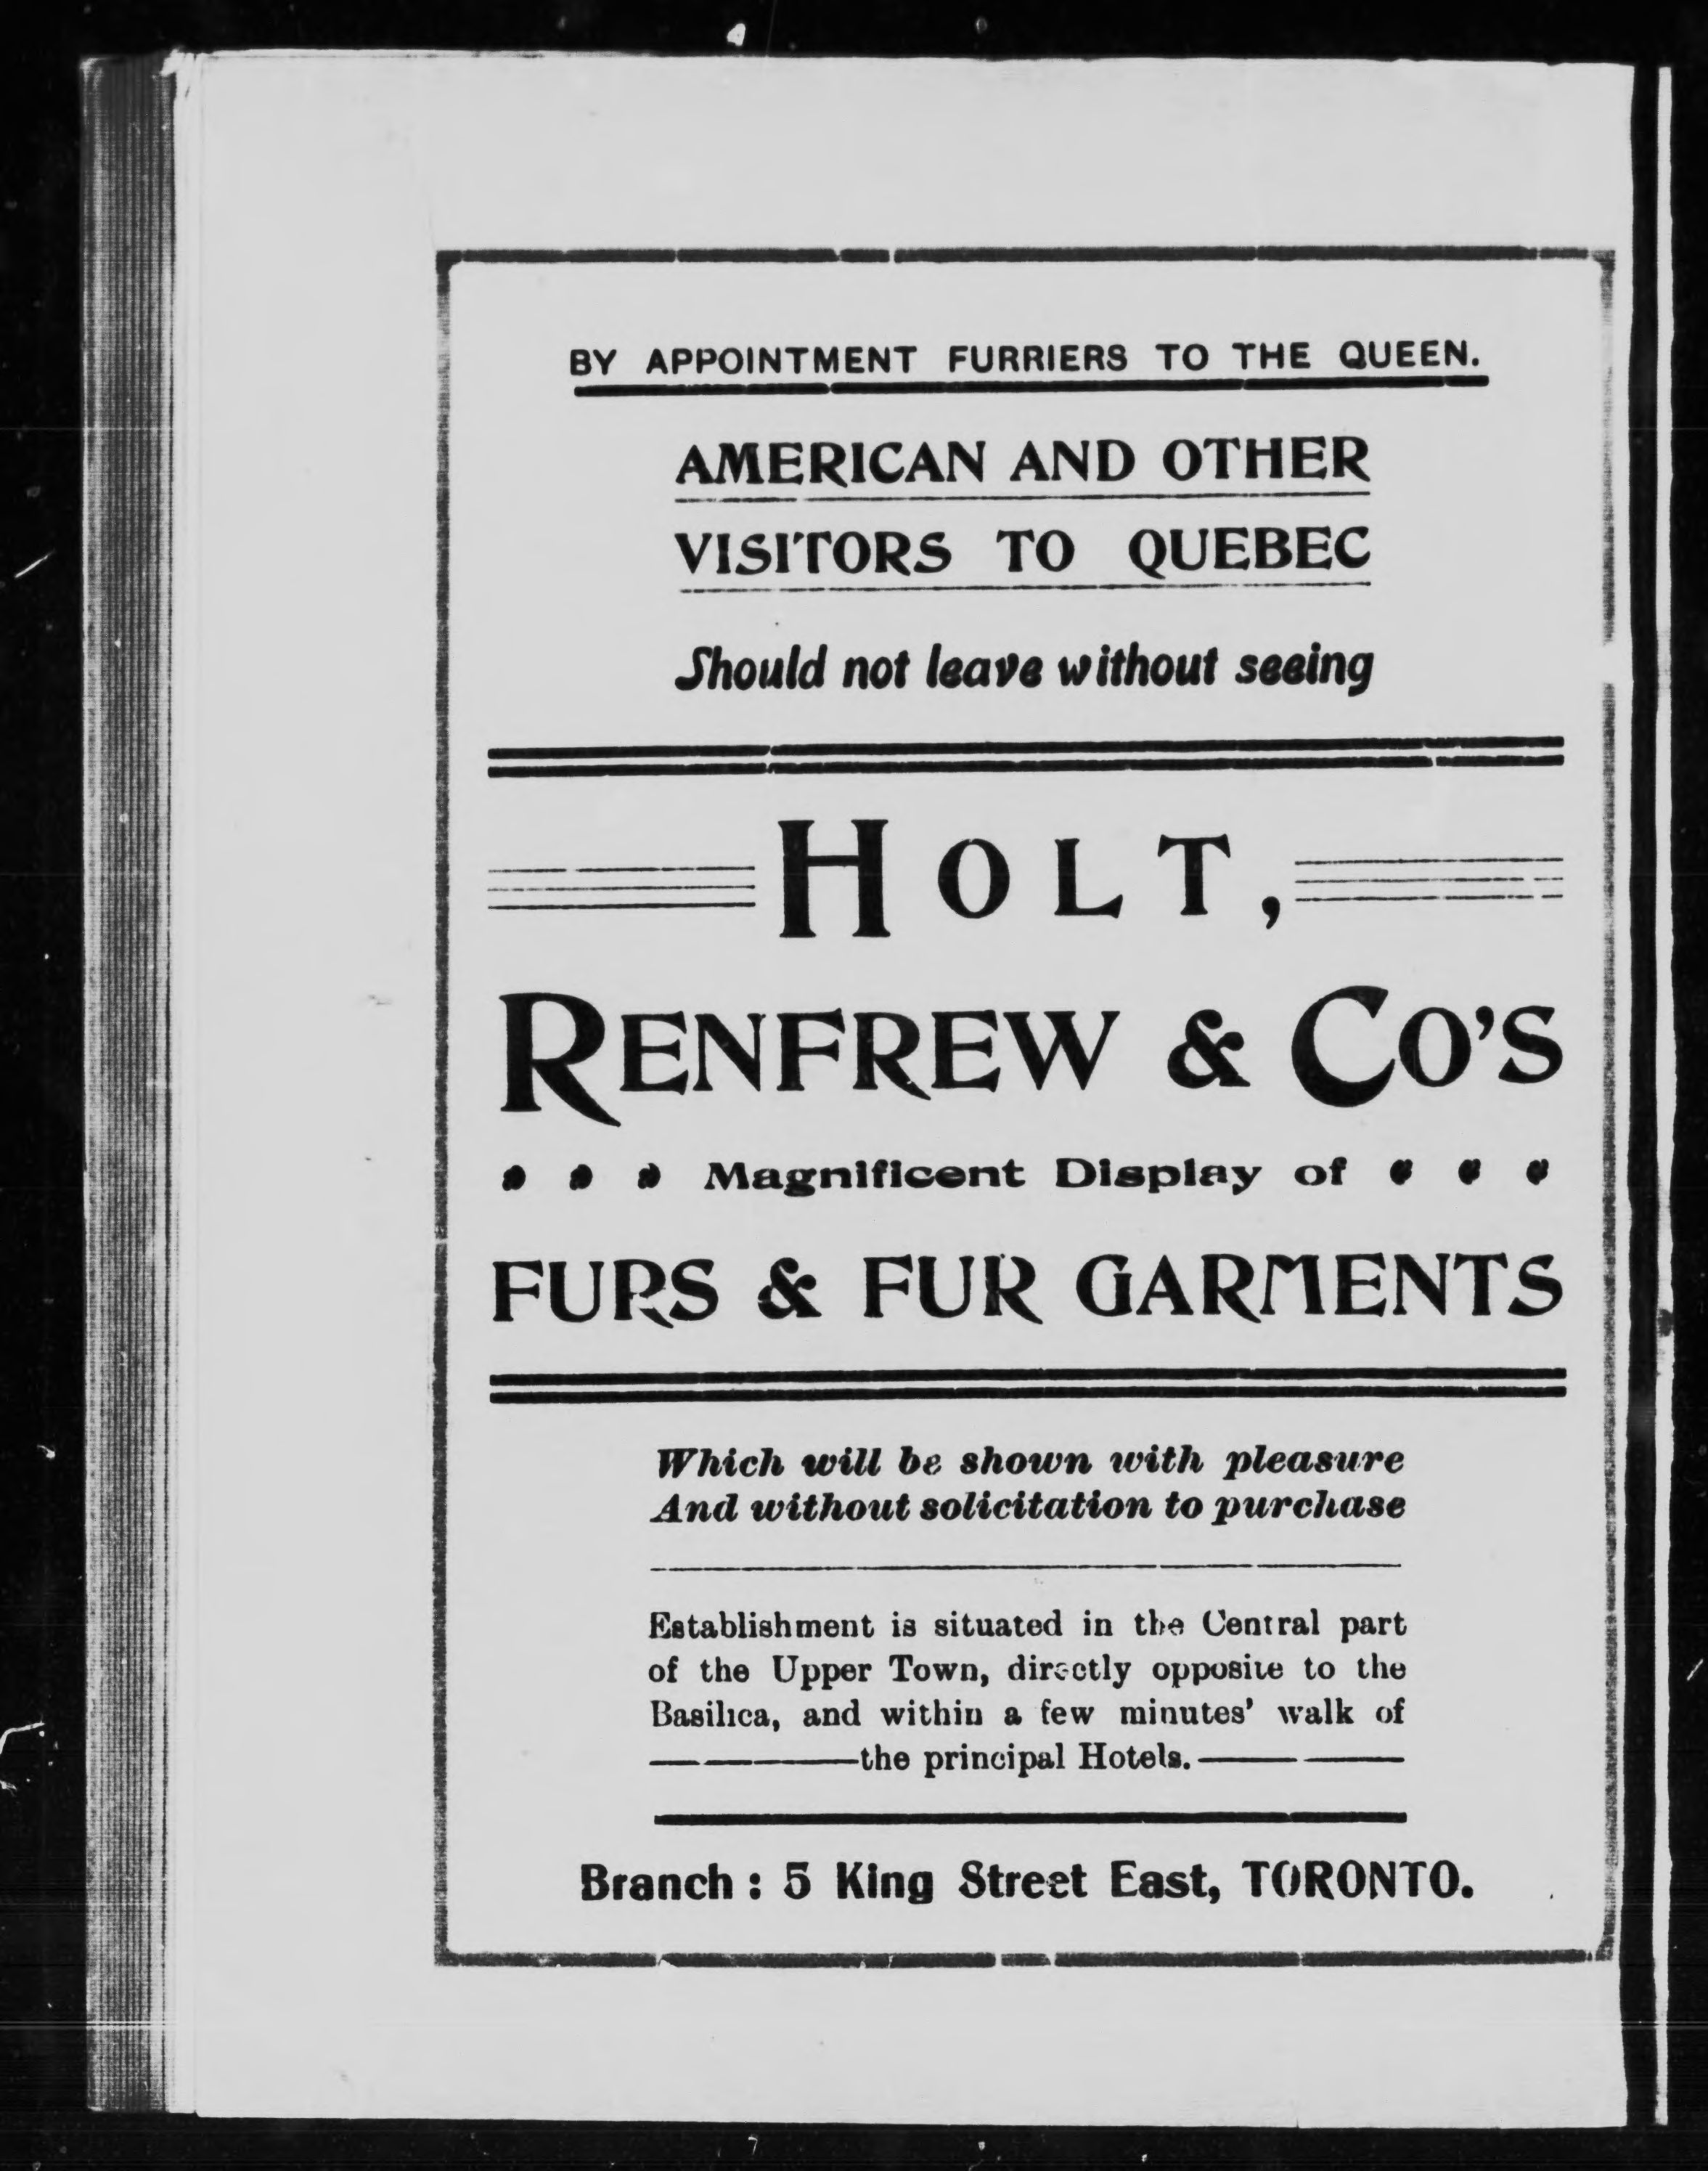 BY APPOINTMENT FURRIERS TO THE QUEEN.
AMERICAN AND OTHER
VISITORS TO QUEBEC
Should not leave without seeing
HOLT,
RENFREW & CO'S
Magnificent Display of
FURS & FUR GARMENTS
Which will be shown with pleasure
And without solicitation to purchase
Establishment is situated in the Central part
of the Upper Town, directly opposite to the
Basilica, and within a few minutes' walk of
the principal Hotels.
Branch : 5 King Street East, TORONTO.